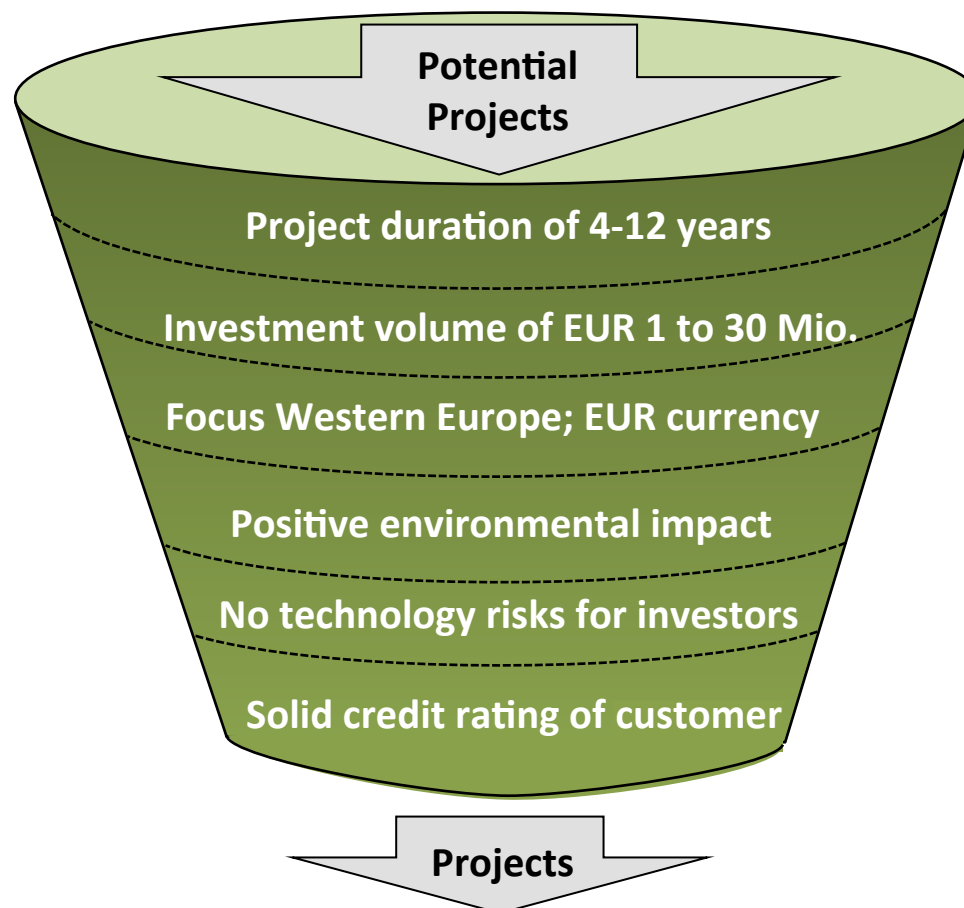 Potential
Projects
Project duration of 4-12 years
Investment volume of EUR 1 to 30 Mio.
Focus Western Europe; EUR currency
Positive environmental impact
No technology risks for investors
Solid credit rating of customer
Projects